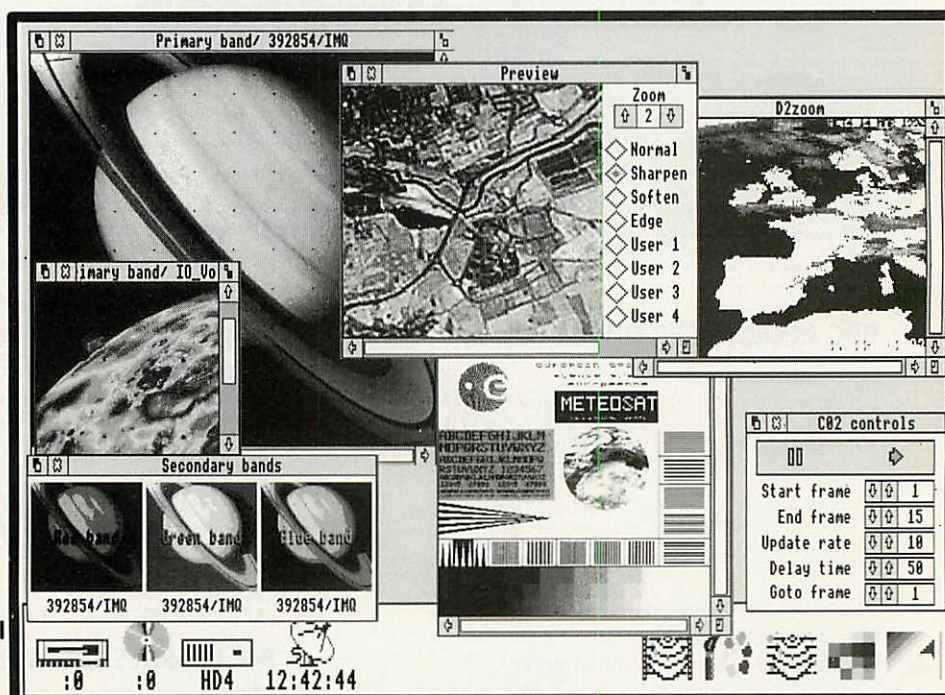 Primary band/ 392854/IMQ
Preview
Zoom
2
Normal
Sharpen
Soften
Edge
User 1
User 2
User 3
User 4
D2zoom
imary band/ IO_Vo
METEOSAT
ABCDEFGHIJKLM
NOPQRSTUVWXYZ
ABCDEFGHIJKLMNOPQ
RSTUVWXYZ 1234567
C02 controls
Start frame 1
End frame 15
Update rate 10
Delay time 50
Goto frame 1
Secondary bands
Red band Green band Blue band
392854/IMQ 392854/IMQ 392854/IMQ
:0 :0 HD4 12:42:44